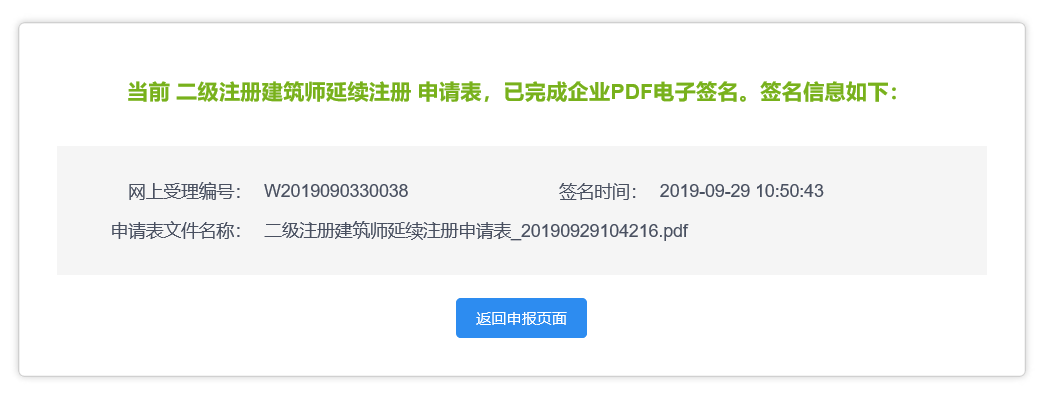 当前 二级注册建筑师延续注册 申请表，已完成企业PDF电子签名。签名信息如下：
网上受理编号： W2019090330038 签名时间： 2019-09-29 10:50:43
申请表文件名称： 二级注册建筑师延续注册申请表_20190929104216.pdf
返回申报页面